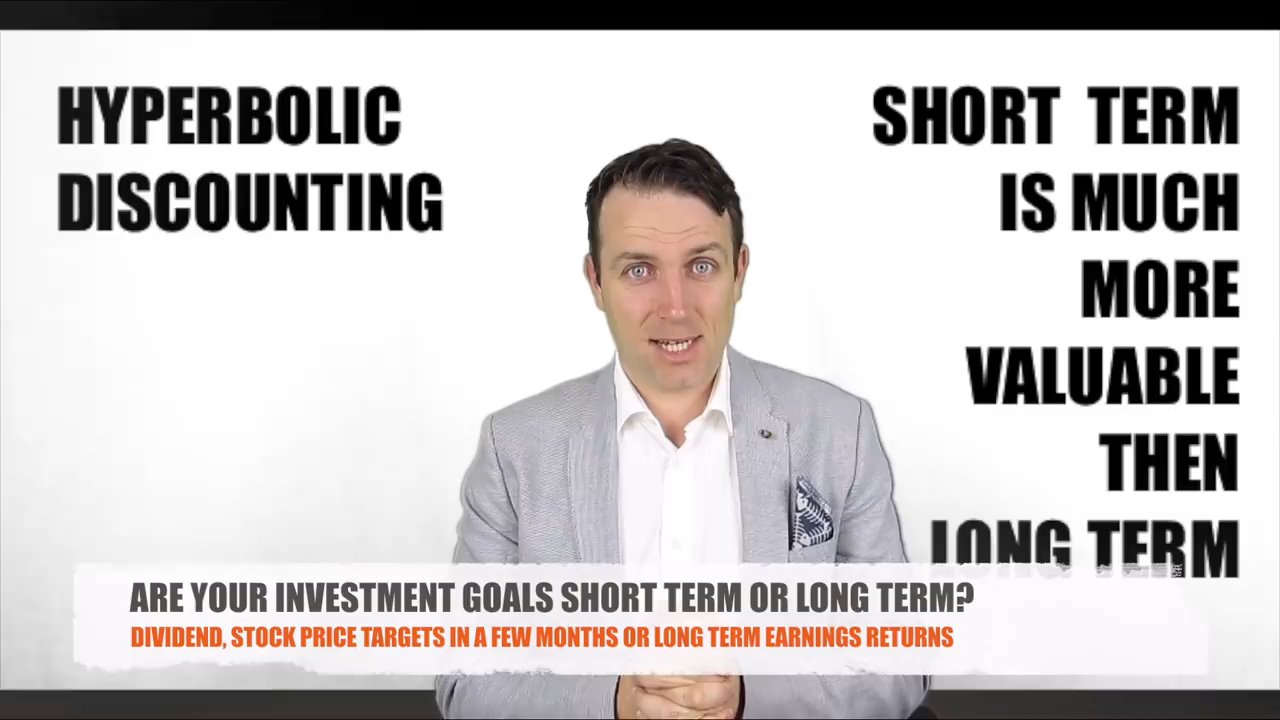 HYPERBOLIC
DISCOUNTING
SHORT TERM
IS MUCH
MORE
VALUABLE
THEN
LONG TERM
ARE YOUR INVESTMENT GOALS SHORT TERM OR LONG TERM?
DIVIDEND, STOCK PRICE TARGETS IN A FEW MONTHS OR LONG TERM EARNINGS RETURNS